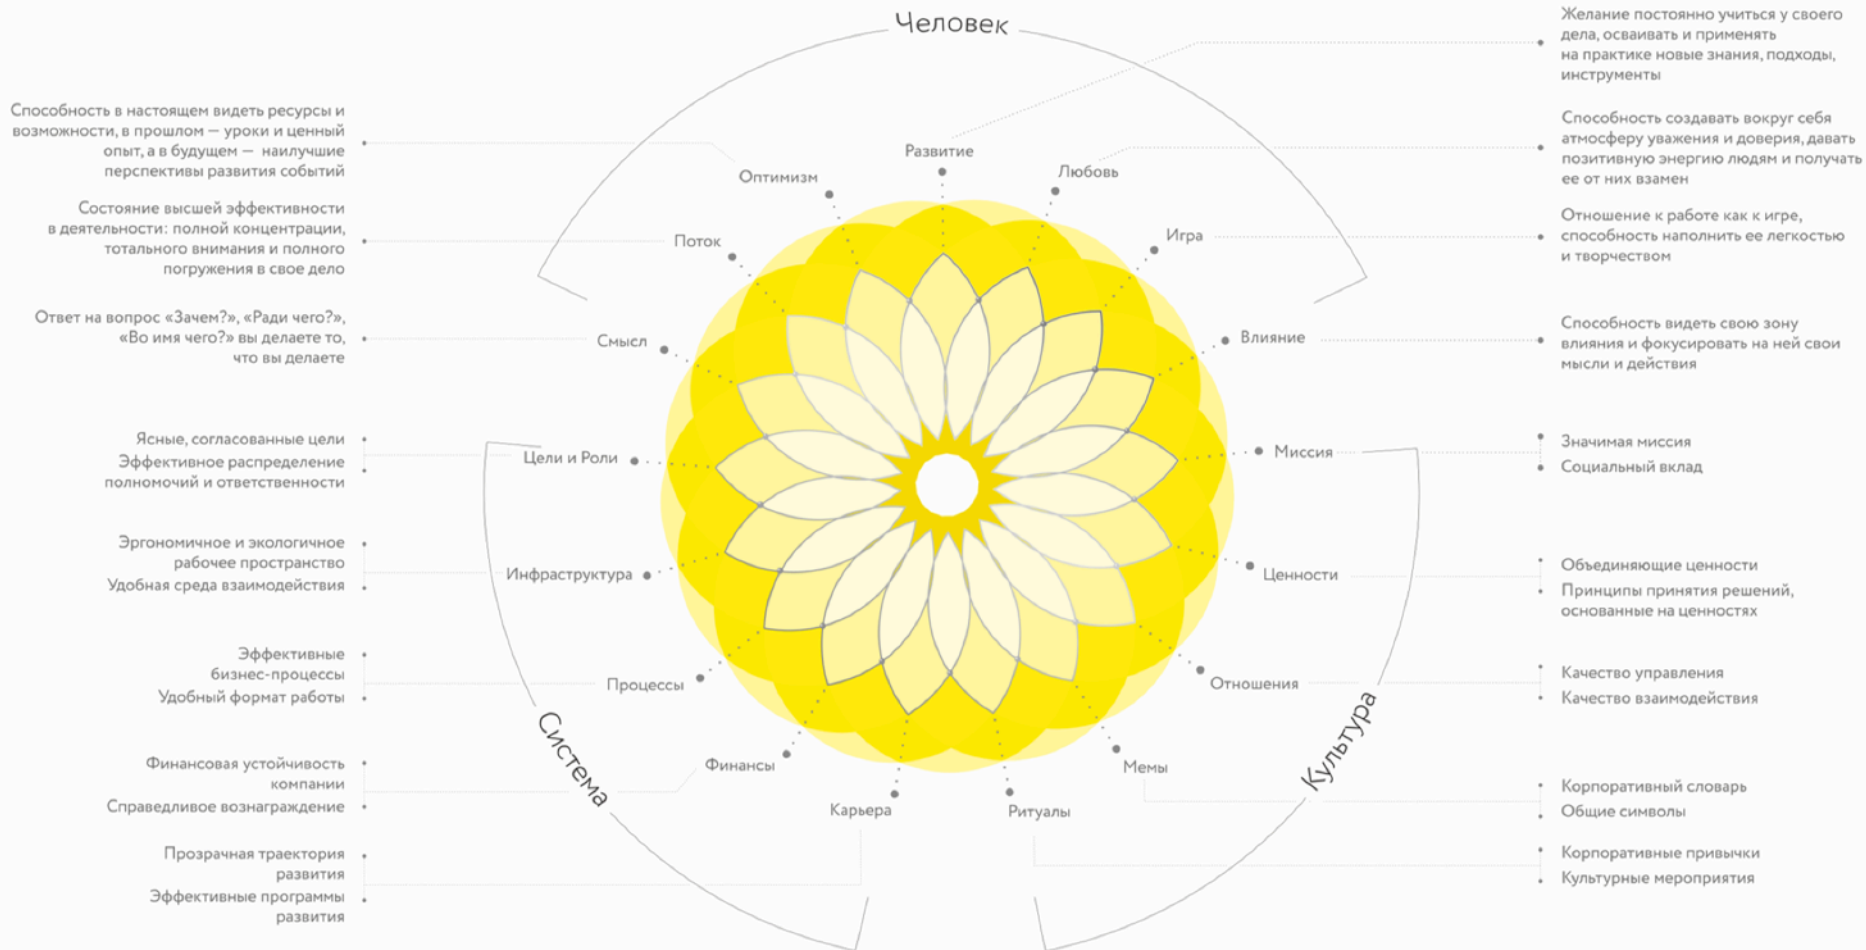 Человек
Желание постоянно учиться у своего
дела, осваивать и применять
на практике новые знания, подходы,
инструменты
Способность в настоящем видеть ресурсы и
возможности, в прошлом — уроки и ценный
опыт, а в будущем — наилучшие
перспективы развития событий
Способность создавать вокруг себя
атмосферу уважения и доверия, давать
позитивную энергию людям и получать
ее от них взамен
Развитие
Оптимизм
Любовь
Состояние высшей эффективности
в деятельности: полной концентрации,
тотального внимания и полного
погружения в свое дело
Поток
Игра
Отношение к работе как к игре,
способность наполнить ее легкостью
и творчеством
Ответ на вопрос «Зачем?», «Ради чего?»,
«Во имя чего?» вы делаете то,
что вы делаете
Смысл
Влияние
Способность видеть свою зону
влияния и фокусировать на ней свои
мысли и действия
Ясные, согласованные цели
Эффективное распределение
полномочий и ответственности
Цели и Роли
Миссия
Значимая миссия
Социальный вклад
Эргономичное и экологичное
рабочее пространство
Удобная среда взаимодействия
Инфраструктура
Ценности
Объединяющие ценности
Принципы принятия решений,
основанные на ценностях
Эффективные
бизнес-процессы
Удобный формат работы
Процессы
Отношения
Качество управления
Качество взаимодействия
Система
Культура
Финансовая устойчивость
компании
Справедливое вознаграждение
Финансы
Мемы
Корпоративный словарь
Общие символы
Карьера
Ритуалы
Прозрачная траектория
развития
Эффективные программы
развития
Корпоративные привычки
Культурные мероприятия